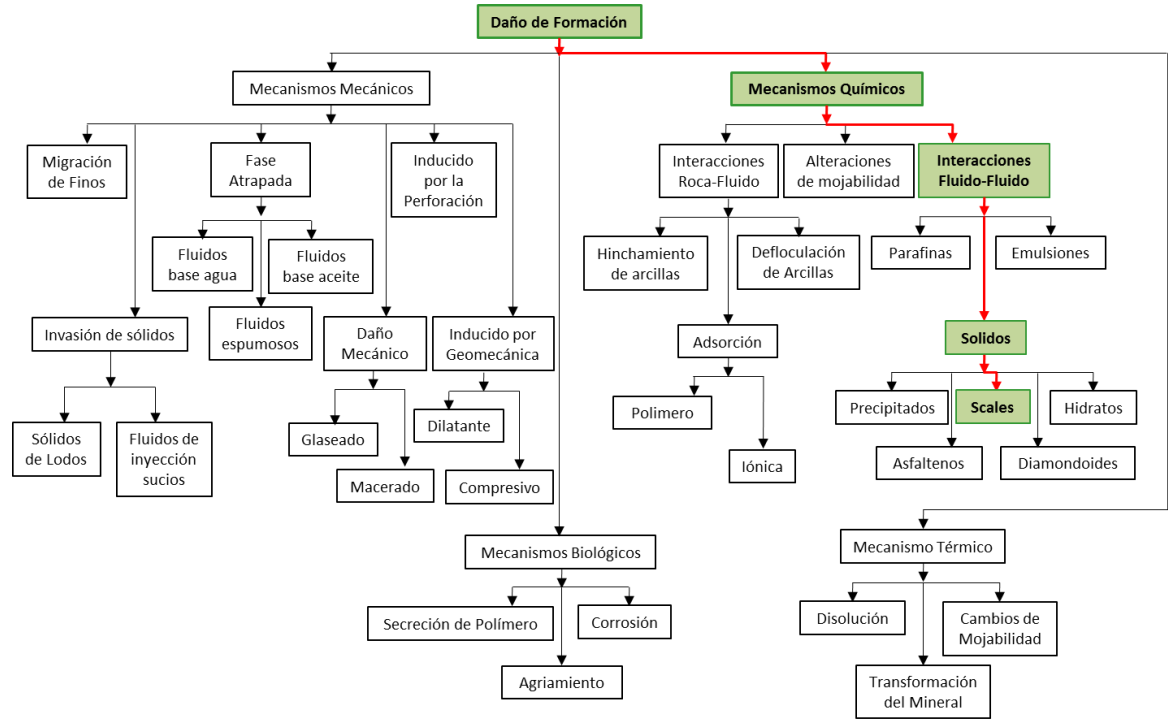 Daño de Formación
Mecanismos Mecánicos
Mecanismos Químicos
Migración
de Finos
Fase
Atrapada
Inducido
por la
Perforación
Interacciones
Roca-Fluido
Alteraciones
de mojabilidad
Interacciones
Fluido-Fluido
Fluidos
base agua
Fluidos
base aceite
Hinchamiento
de arcillas
Defloculación
de Arcillas
Parafinas
Emulsiones
Invasión de sólidos
Fluidos
espumosos
Daño
Mecánico
Inducido por
Geomecánica
Adsorción
Solidos
Sólidos
de Lodos
Fluidos de
inyección
sucios
Glaseado
Dilatante
Polimero
Precipitados
Scales
Hidratos
Macerado
Compresivo
Iónica
Asfaltenos
Diamondoides
Mecanismos Biológicos
Mecanismo Térmico
Secreción de Polímero
Corrosión
Disolución
Cambios de
Mojabilidad
Agriamiento
Transformación
del Mineral